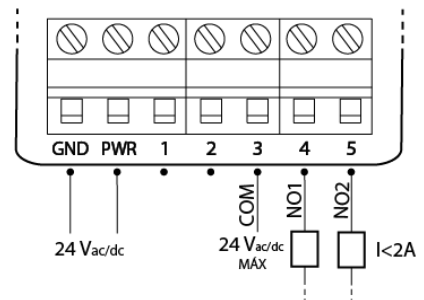 GND PWR 1 2 3 4 5
COM NO1 NO2
24 Vac/dc
24 Vac/dc
MÁX
I<2A